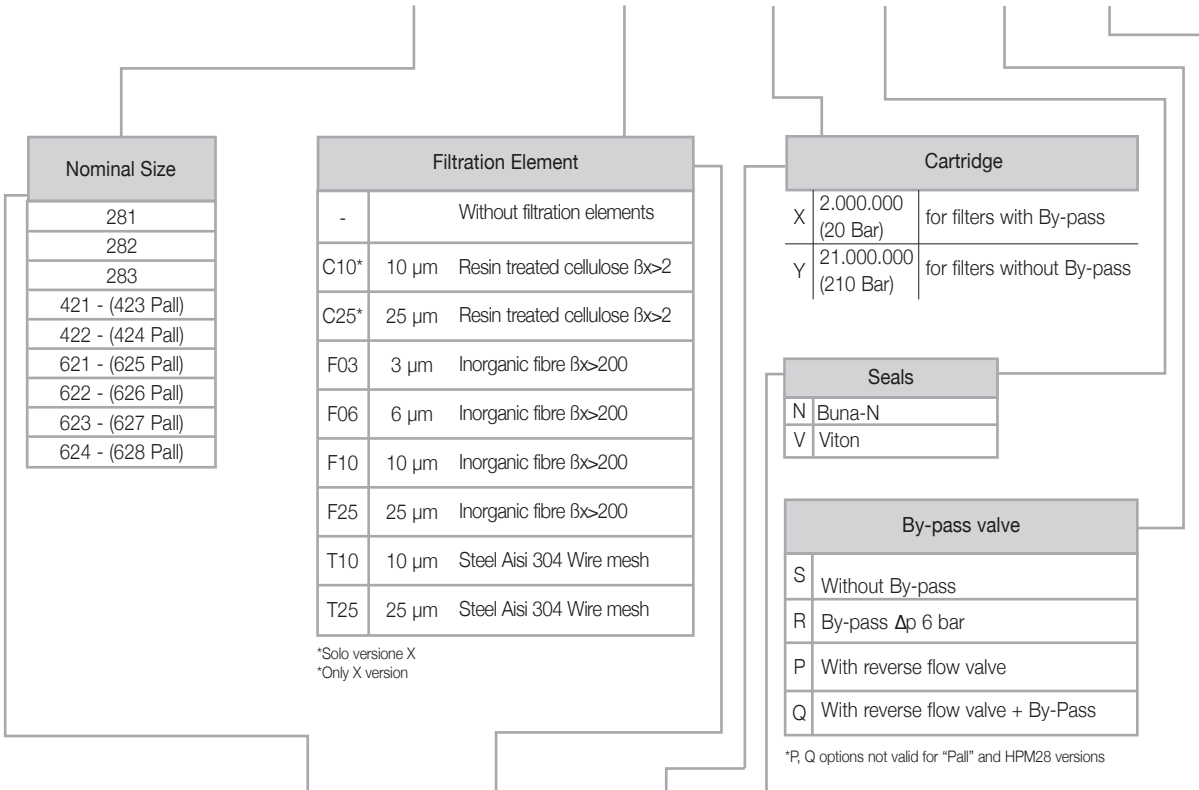 Nominal Size
281
282
283
421 - (423 Pall)
422 - (424 Pall)
621 - (625 Pall)
622 - (626 Pall)
623 - (627 Pall)
624 - (628 Pall)
Filtration Element
- Without filtration elements
C10* 10 µm Resin treated cellulose ßx>2
C25* 25 µm Resin treated cellulose ßx>2
F03 3 µm Inorganic fibre ßx>200
F06 6 µm Inorganic fibre ßx>200
F10 10 µm Inorganic fibre ßx>200
F25 25 µm Inorganic fibre ßx>200
T10 10 µm Steel Aisi 304 Wire mesh
T25 25 µm Steel Aisi 304 Wire mesh
*Solo versione X
*Only X version
Cartridge
X 2.000.000 (20 Bar) for filters with By-pass
Y 21.000.000 (210 Bar) for filters without By-pass
Seals
N Buna-N
V Viton
By-pass valve
S Without By-pass
R By-pass Δp 6 bar
P With reverse flow valve
Q With reverse flow valve + By-Pass
*P, Q options not valid for “Pall” and HPM28 versions